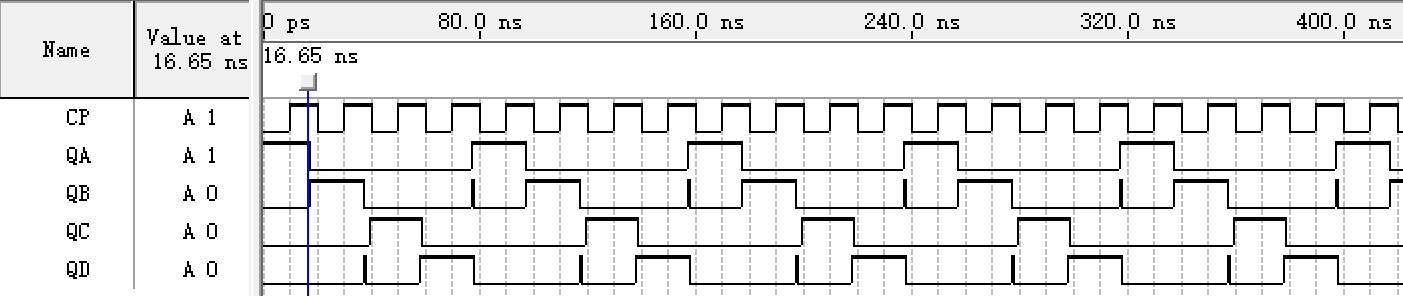 Name
Value at
16.65 ns
0 ps
80.0 ns
160.0 ns
240.0 ns
320.0 ns
400.0 ns
16.65 ns
CP
A 1
QA
A 1
QB
A 0
QC
A 0
QD
A 0